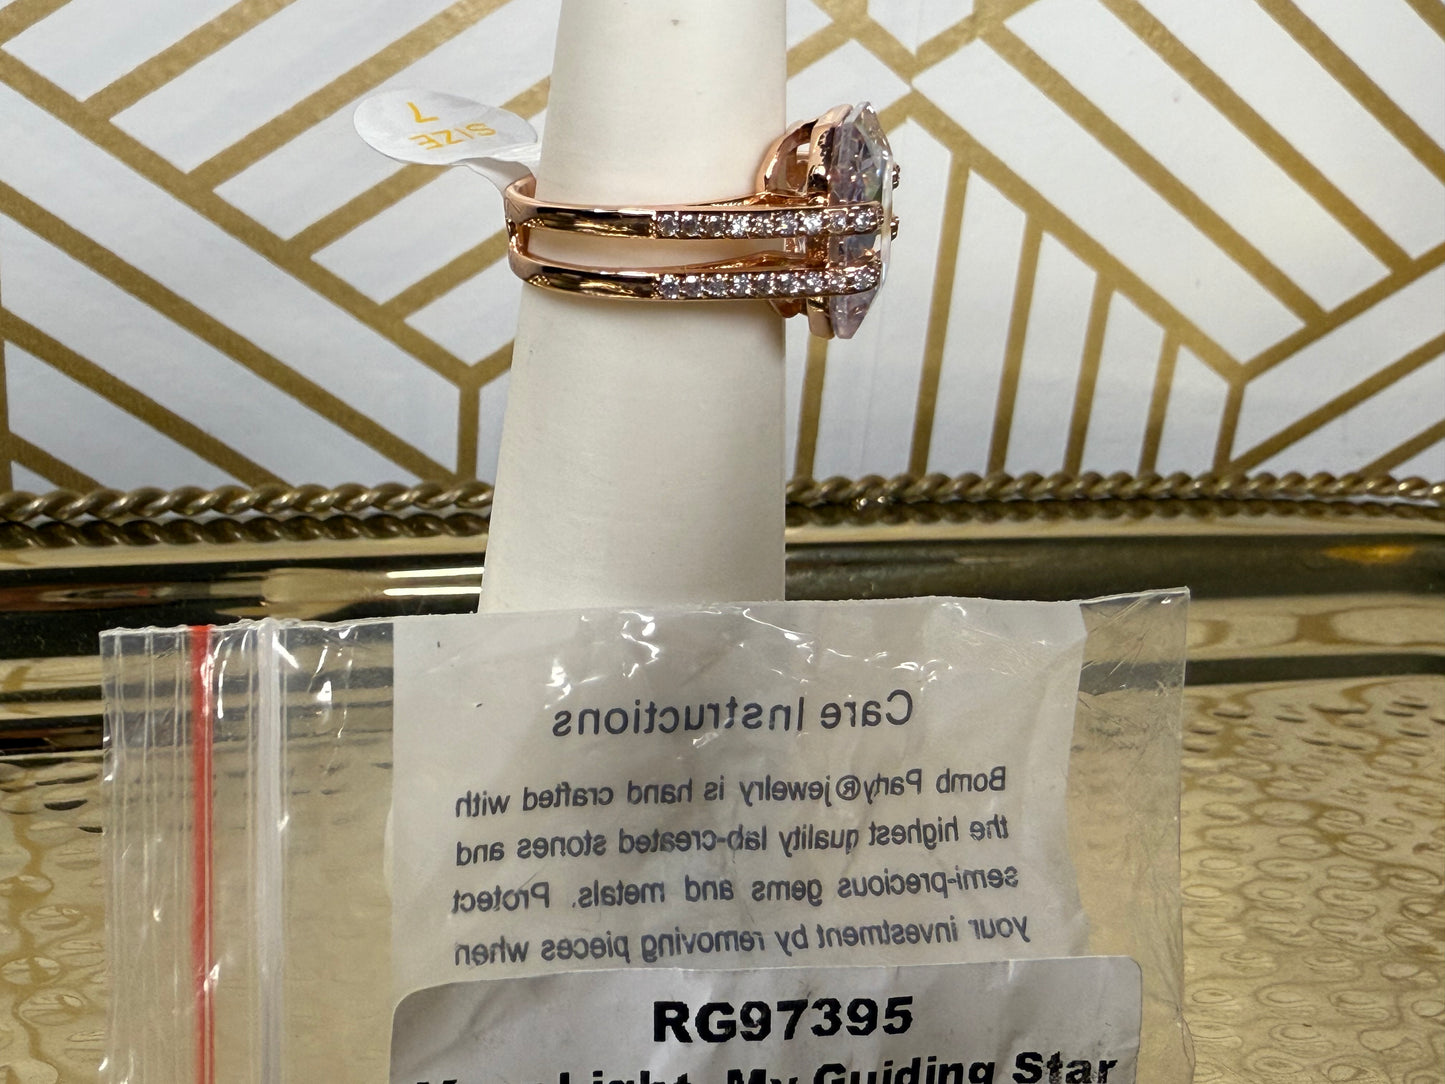 SIZE
7
Care Instructions
Bomb Party® jewelry is hand crafted with
the highest quality lab-created stones and
semi-precious gems and metals. Protect
your investment by removing pieces when
RG97395
Light, My Guiding Star